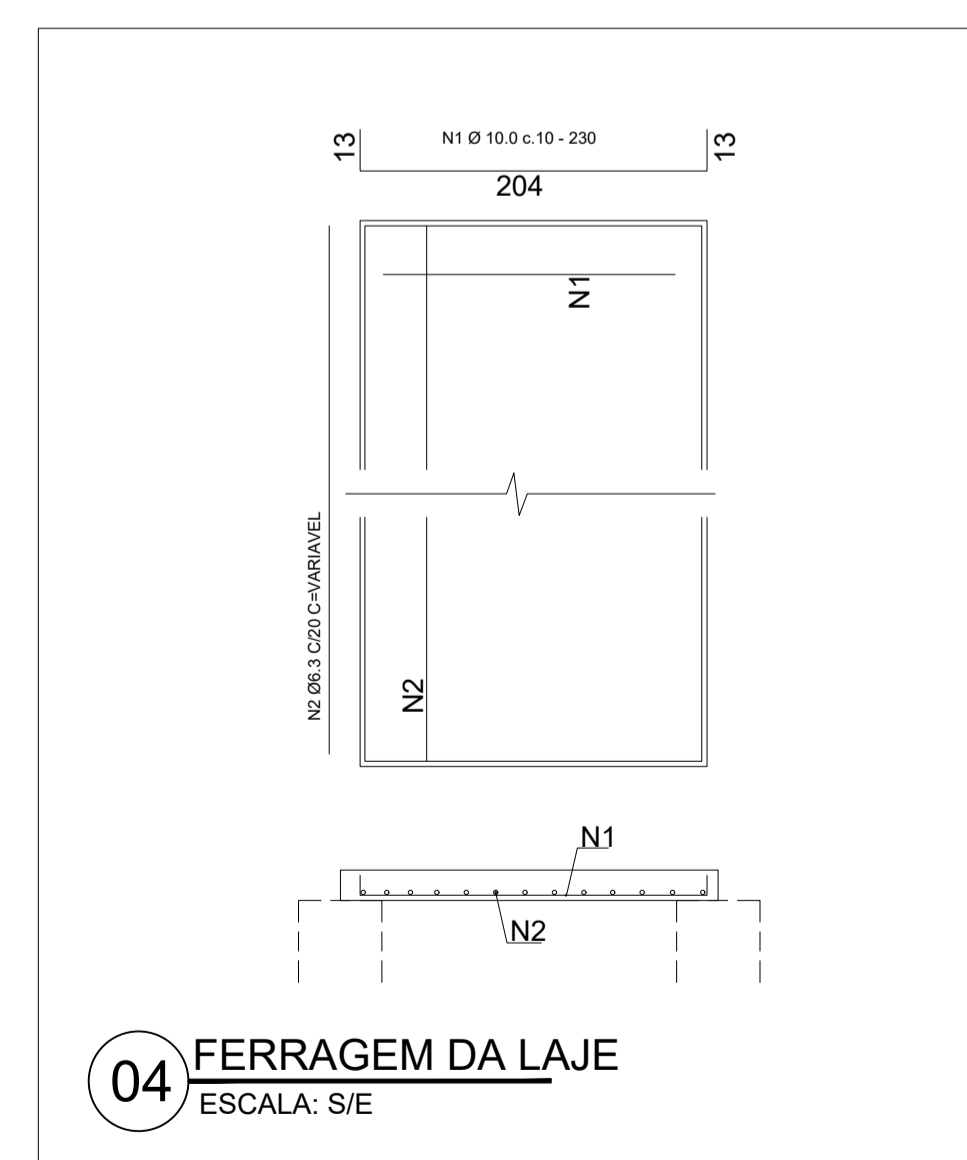 13
N1 Ø 10.0 c.10 - 230
13
204
N1
N2 Ø6.3 C/20 C=VARIAVEL
N2
N1
N2
04
FERRAGEM DA LAJE
ESCALA: S/E